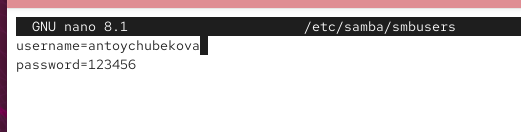 GNU nano 8.1 /etc/samba/smbusers
username=antoychubekova
password=123456